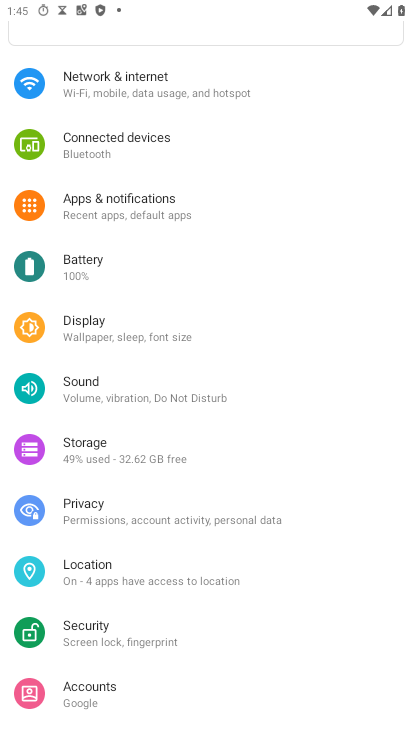 1:45
Network & internet
Wi-Fi, mobile, data usage, and hotspot
Connected devices
Bluetooth
Apps & notifications
Recent apps, default apps
Battery
100%
Display
Wallpaper, sleep, font size
Sound
Volume, vibration, Do Not Disturb
Storage
49% used - 32.62 GB free
Privacy
Permissions, account activity, personal data
Location
On - 4 apps have access to location
Security
Screen lock, fingerprint
Accounts
Google